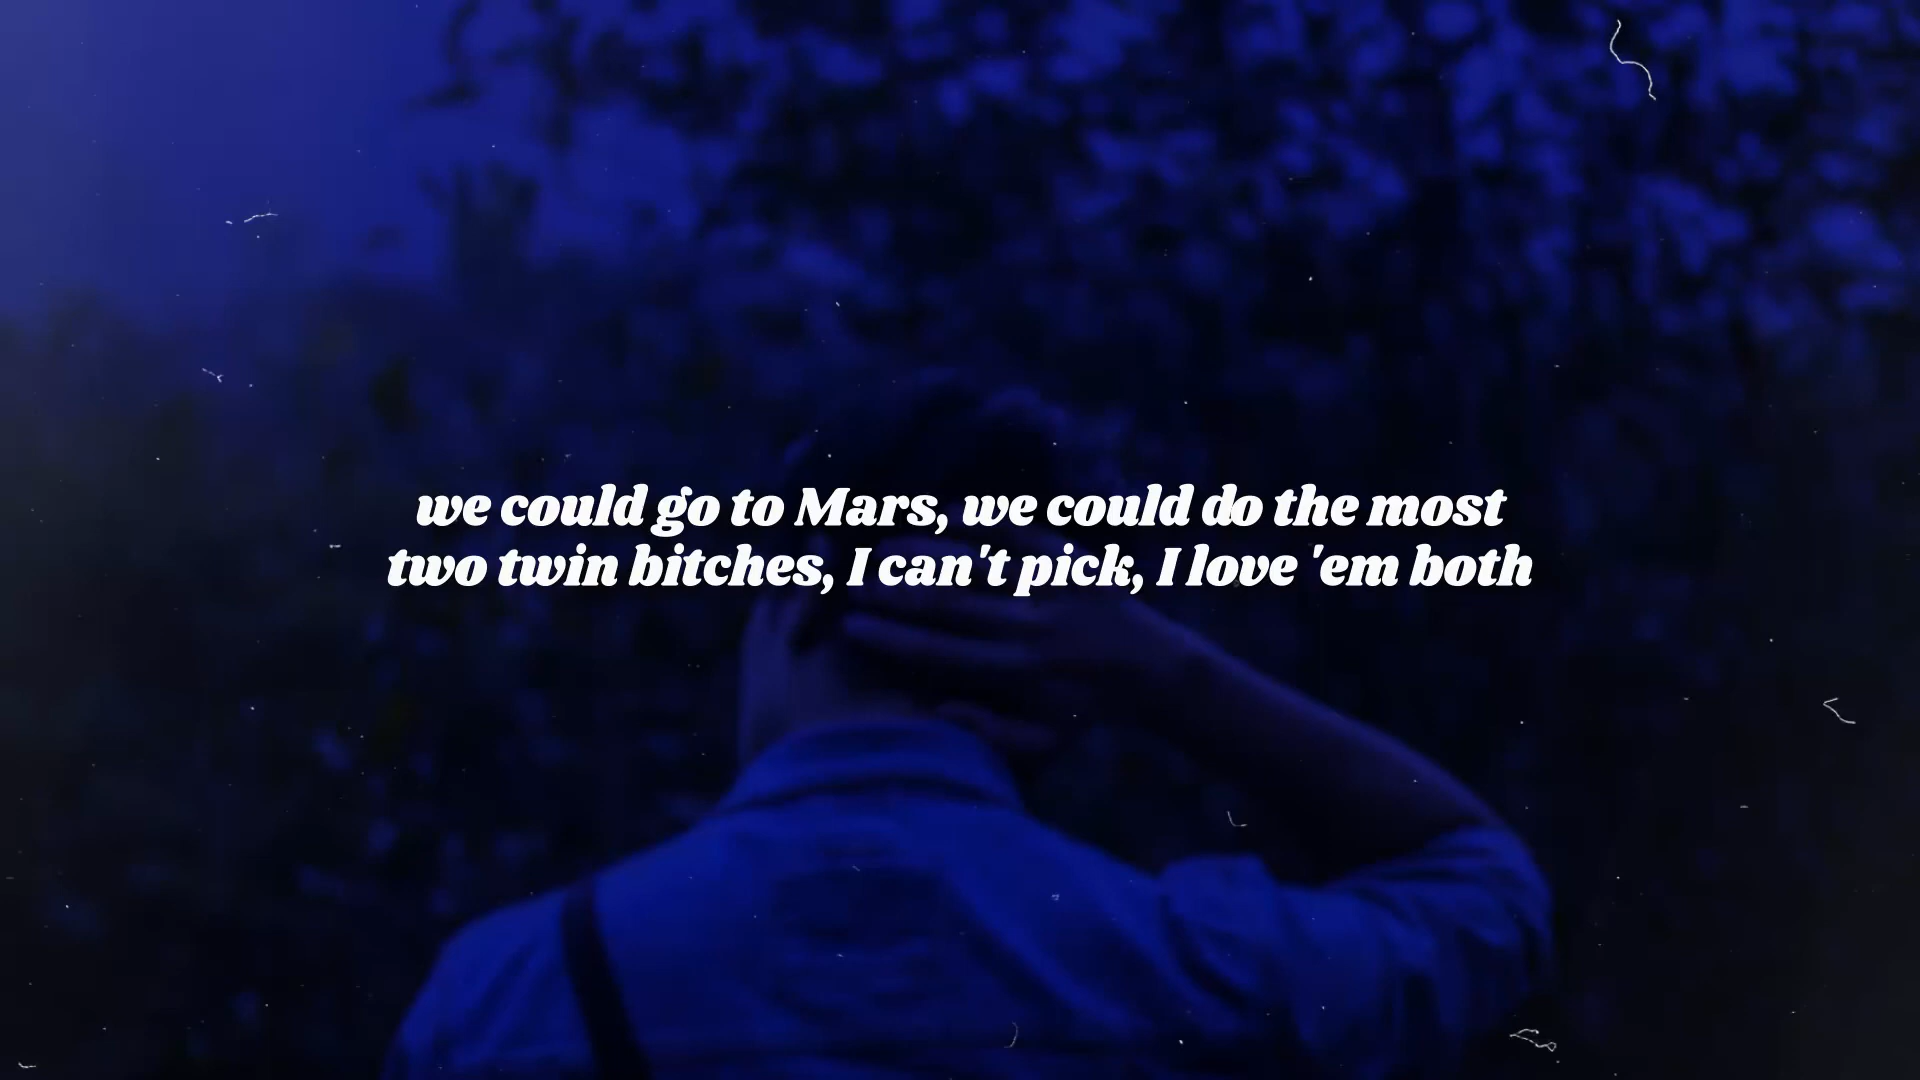 we could go to Mars, we could do the most
two twin bitches, I can't pick, I love 'em both